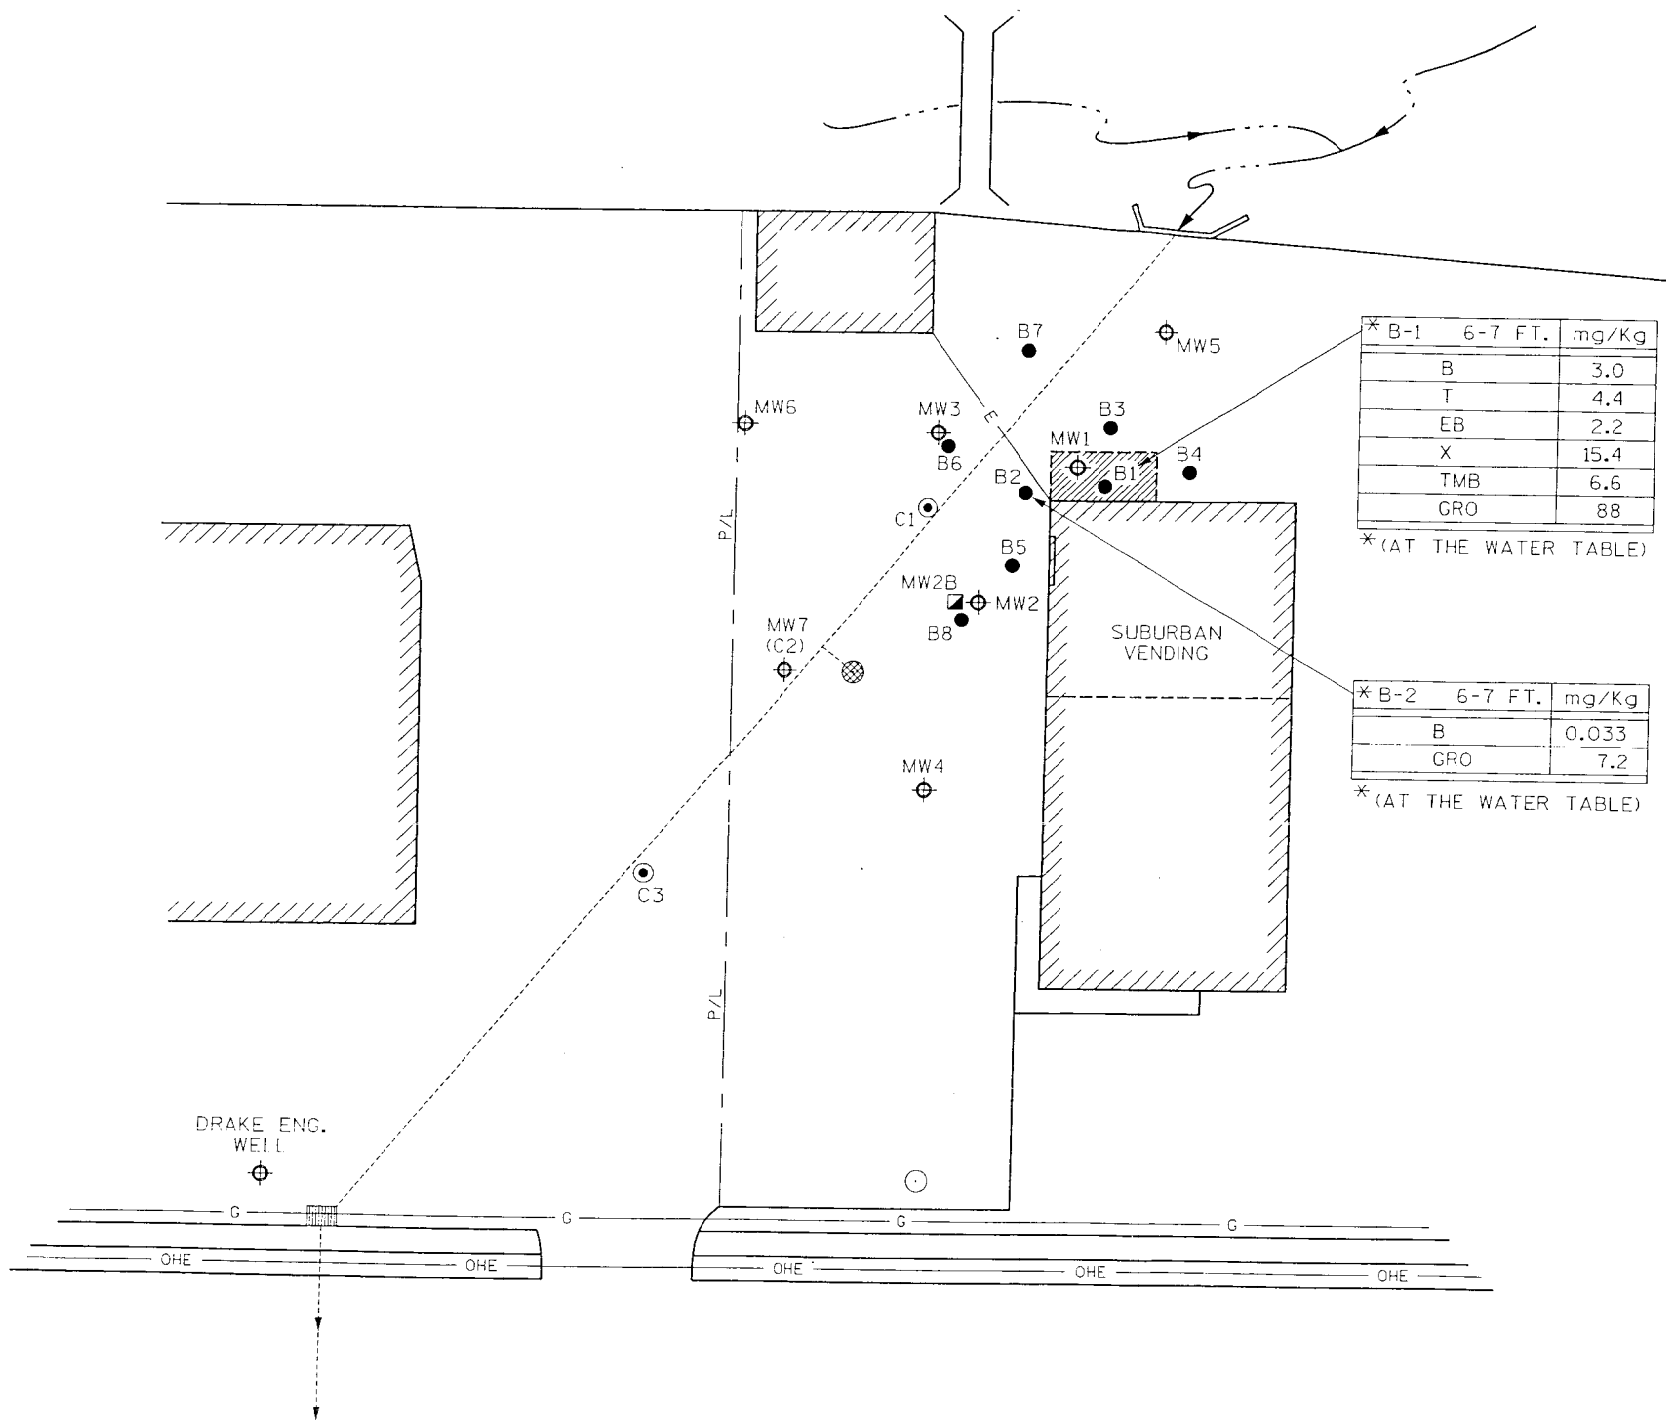 B7
MW5
* B-1 6-7 FT. mg/Kg
B 3.0
T 4.4
EB 2.2
X 15.4
TMB 6.6
GRO 88
* (AT THE WATER TABLE)
MW6
MW3
E
B3
MW1
B6
B4
B2
B1
C1
P/L
B5
MW2B
MW2
B8
MW7
(C2)
SUBURBAN
VENDING
* B-2 6-7 FT. mg/Kg
B 0.033
GRO 7.2
* (AT THE WATER TABLE)
MW4
C3
P/L
DRAKE ENG.
WELL
G G G G
OHE OHE OHE OHE OHE